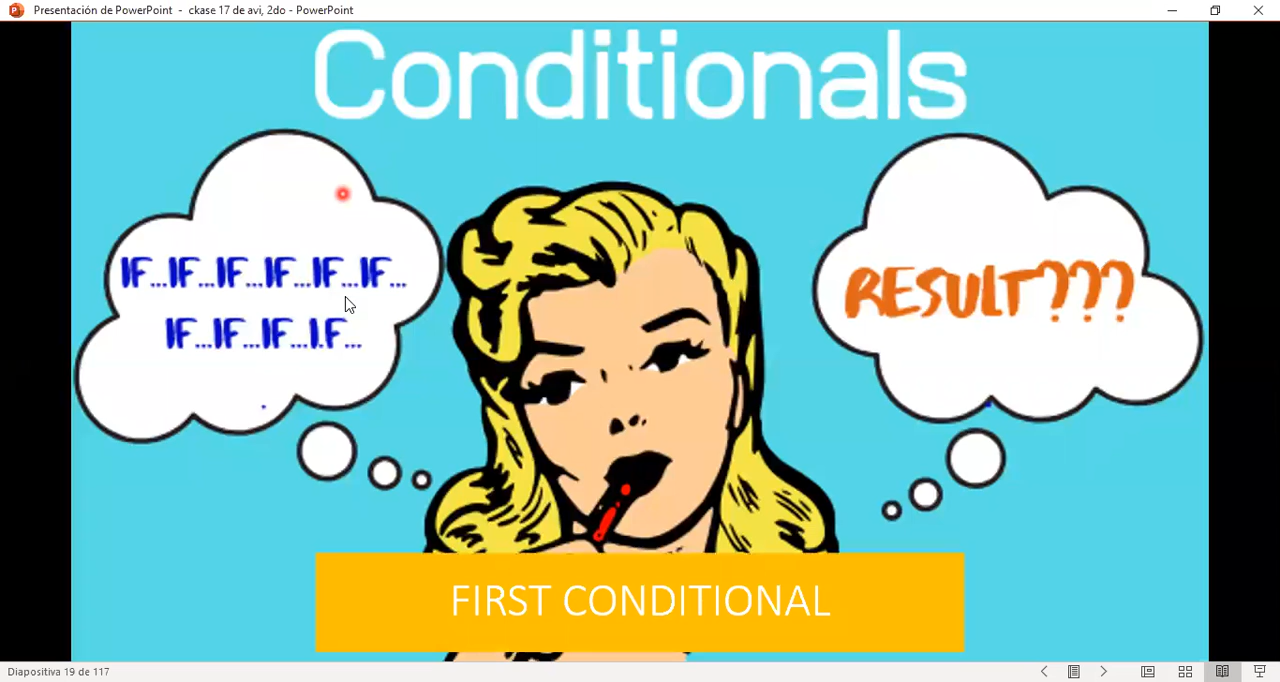 Presentación de PowerPoint - ckase 17 de avi, 2do - PowerPoint
Conditionals
IF...IF...IF...IF...IF...IF...
IF...IF...IF...I.F...
RESULT???
FIRST CONDITIONAL
Diapositiva 19 de 117